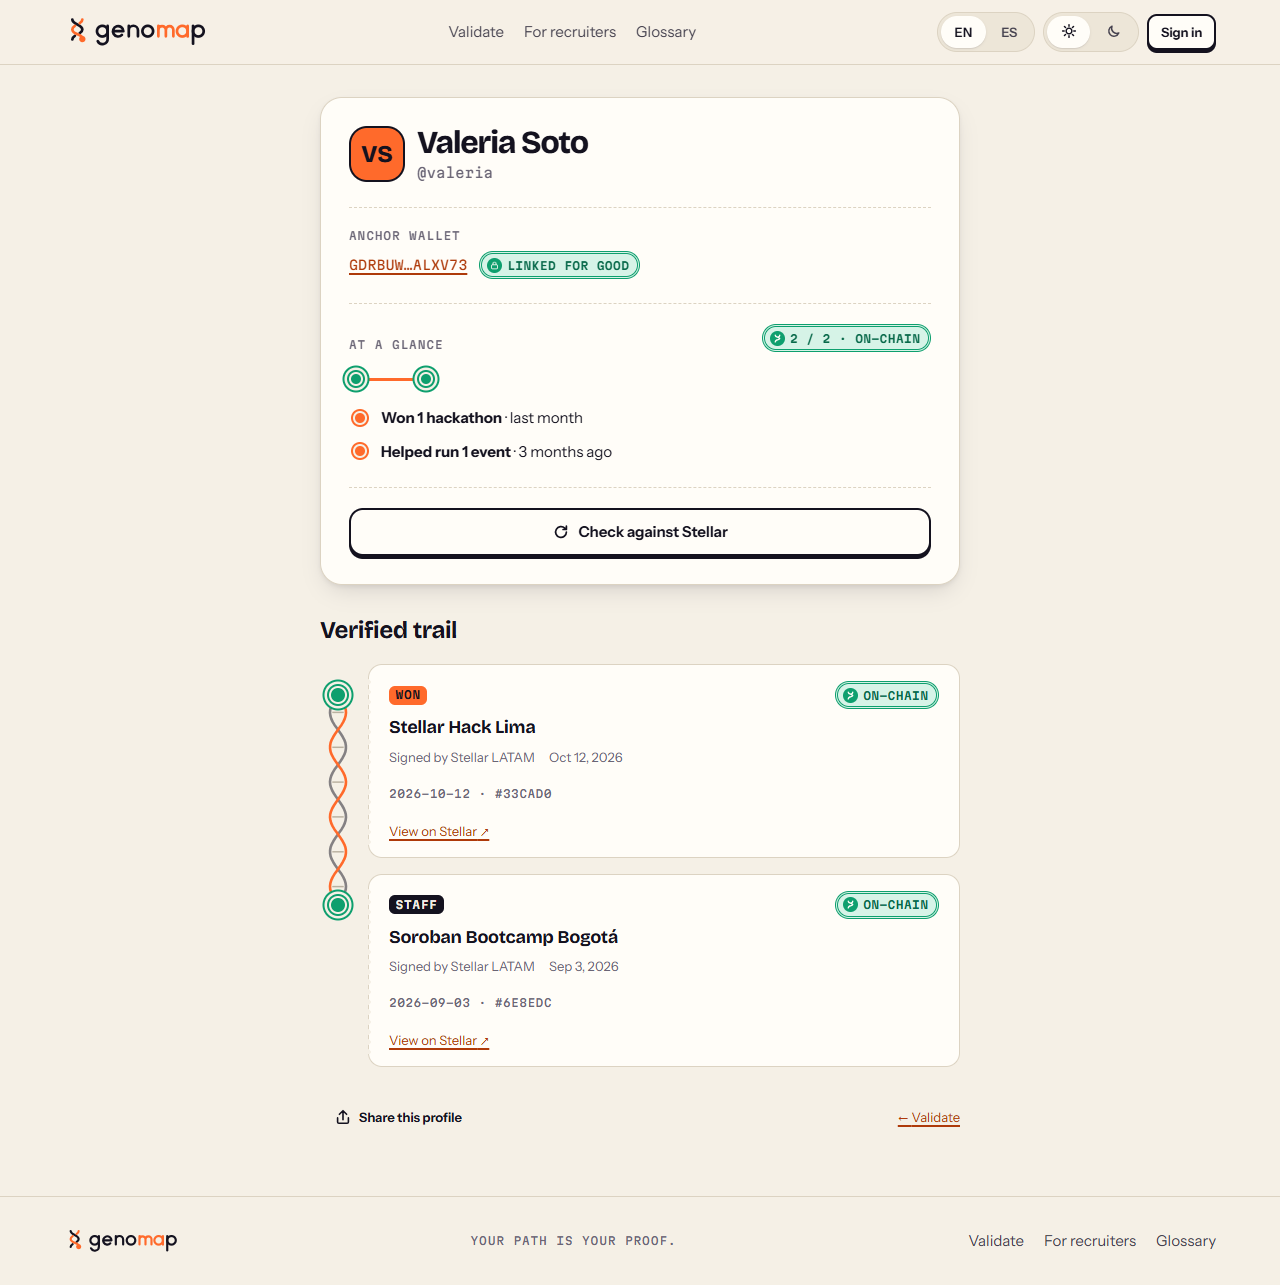 genomap
Validate
For recruiters
Glossary
EN
ES
Sign in
VS
Valeria Soto
@valeria
ANCHOR WALLET
GDRBUW…ALXV73
LINKED FOR GOOD
AT A GLANCE
2 / 2 · ON-CHAIN
Won 1 hackathon · last month
Helped run 1 event · 3 months ago
Check against Stellar
Verified trail
WON
ON-CHAIN
Stellar Hack Lima
Signed by Stellar LATAM Oct 12, 2026
2026-10-12 · #33CAD0
View on Stellar ↗
STAFF
ON-CHAIN
Soroban Bootcamp Bogotá
Signed by Stellar LATAM Sep 3, 2026
2026-09-03 · #6E8EDC
View on Stellar ↗
Share this profile
← Validate
genomap
YOUR PATH IS YOUR PROOF.
Validate
For recruiters
Glossary